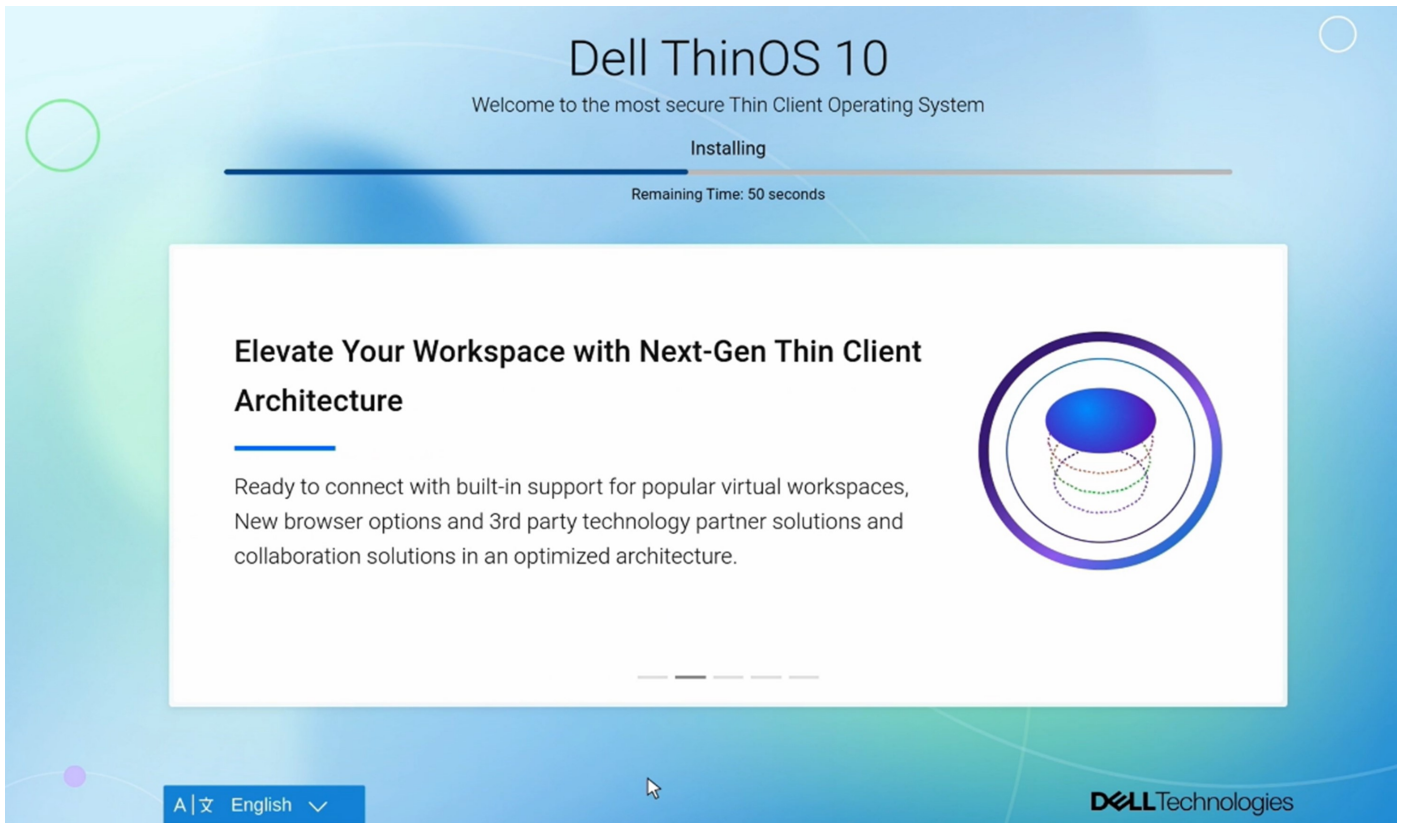 Dell ThinOS 10
Welcome to the most secure Thin Client Operating System
Installing
Remaining Time: 50 seconds
Elevate Your Workspace with Next-Gen Thin Client
Architecture
Ready to connect with built-in support for popular virtual workspaces,
New browser options and 3rd party technology partner solutions and
collaboration solutions in an optimized architecture.
A|文 English
DELLTechnologies